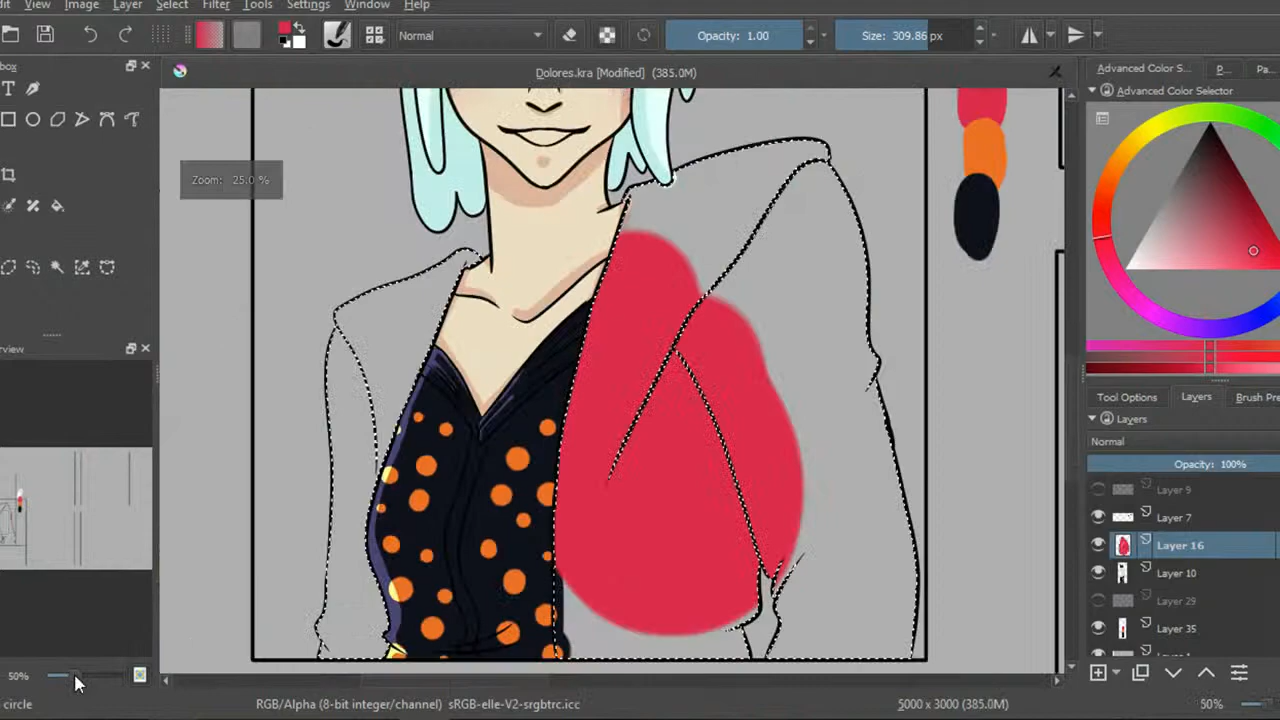 View Image Layer Select Filter Tools Settings Window Help
Normal Opacity: 1.00 Size: 309.86 px
Dolores.kra [Modified] (385.0M)
Advanced Color S... P... Pa...
Advanced Color Selector
Zoom: 25.0 %
Tool Options Layers Brush Pre
Layers
Normal
Opacity: 100%
Layer 9
Layer 7
Layer 16
Layer 10
Layer 29
Layer 35
50%
circle RGB/Alpha (8-bit integer/channel) sRGB-elle-V2-srgbtrc.icc 5000 x 3000 (385.0M) 50%